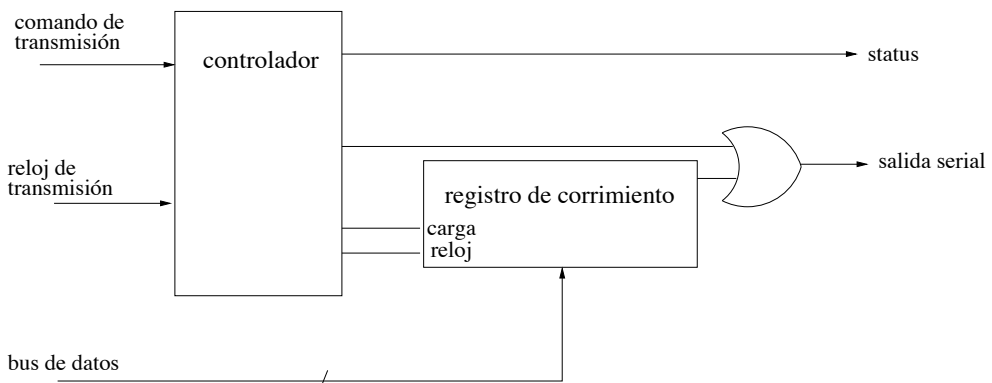 comando de
transmisión
controlador
status
salida serial
reloj de
transmisión
registro de corrimiento
carga
reloj
bus de datos